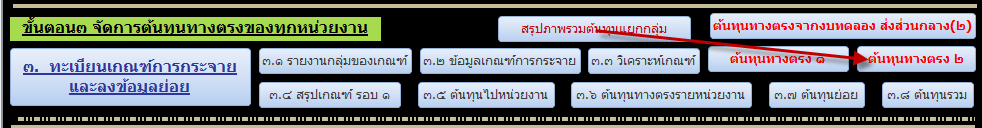 ขั้นตอน๓ จัดการต้นทุนทางตรงของทุกหน่วยงาน
สรุปภาพรวมต้นทุนแยกกลุ่ม
ต้นทุนทางตรงจากงบทดลอง ส่งส่วนกลาง(๒)
๓. ทะเบียนเกณฑ์การกระจาย
และลงข้อมูลย่อย
๓.๑ รายงานกลุ่มของเกณฑ์
๓.๒ ข้อมูลเกณฑ์การกระจาย
๓.๓ วิเคราะห์เกณฑ์
ต้นทุนทางตรง ๑
ต้นทุนทางตรง ๒
๓.๔ สรุปเกณฑ์ รอบ ๑
๓.๕ ต้นทุนไปหน่วยงาน
๓.๖ ต้นทุนทางตรงรายหน่วยงาน
๓.๗ ต้นทุนย่อย
๓.๘ ต้นทุนรวม